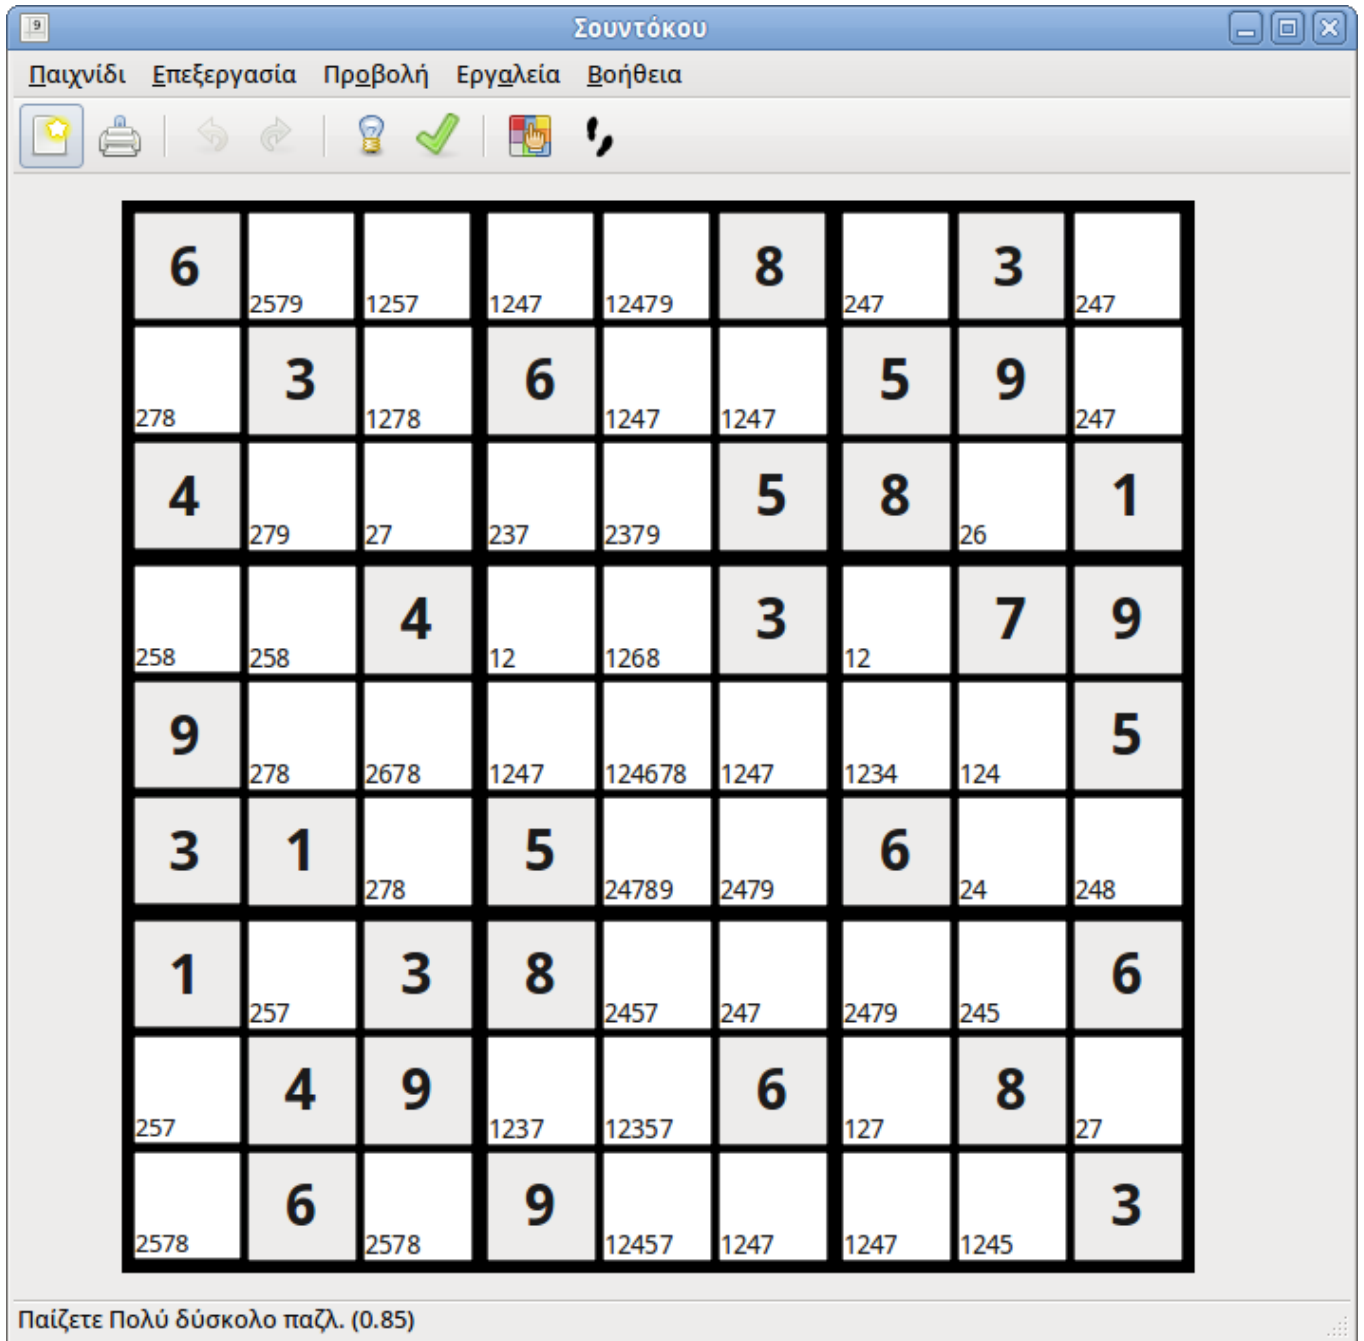 9 Σουντόκου
Παιχνίδι Επεξεργασία Προβολή Εργαλεία Βοήθεια
6 8 3
2579 1257 1247 12479 247 247
3 6 5 9
278 1278 1247 1247 247
4 5 8 1
279 27 237 2379 26
4 3 7 9
258 258 12 1268 12
9 5
278 2678 1247 124678 1247 1234 124
3 1 5 6
278 24789 2479 24 248
1 3 8 6
257 2457 247 2479 245
4 9 6 8
257 1237 12357 127 27
6 9 3
2578 2578 12457 1247 1247 1245
Παίζετε Πολύ δύσκολο παζλ. (0.85)